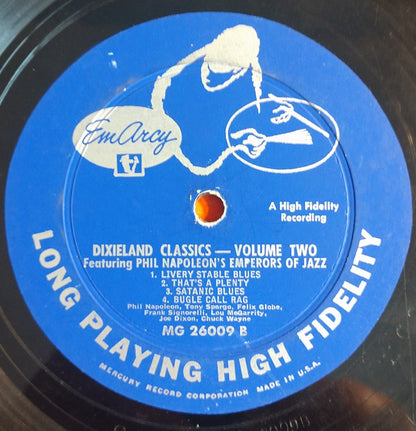 EmArcy
A High Fidelity
Recording
DIXIELAND CLASSICS — VOLUME TWO
Featuring PHIL NAPOLEON'S EMPERORS OF JAZZ
1. LIVERY STABLE BLUES
2. THAT'S A PLENTY
3. SATANIC BLUES
4. BUGLE CALL RAG
Phil Napoleon, Tony Spargo, Felix Globe,
Frank Signorelli, Lou McGarrity,
Joe Dixon, Chuck Wayne
MG 26009 B
LONG PLAYING HIGH FIDELITY
MERCURY RECORD CORPORATION MADE IN U.S.A.